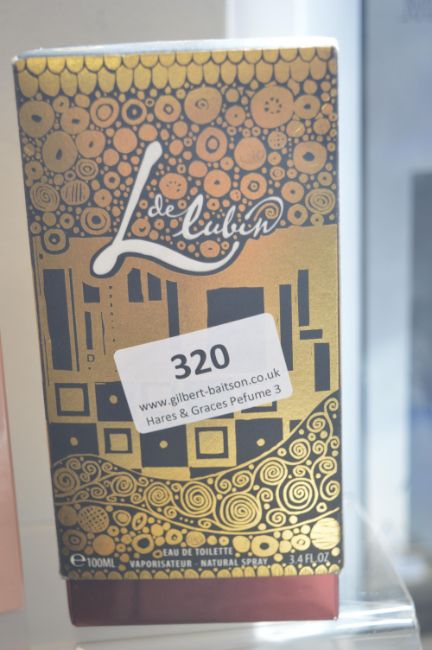 L de Lubin
320
www.gilbert-baitson.co.uk
Hares & Graces Pefume 3
EAU DE TOILETTE
℮100ML VAPORISATEUR - NATURAL SPRAY 3.4 FL.OZ